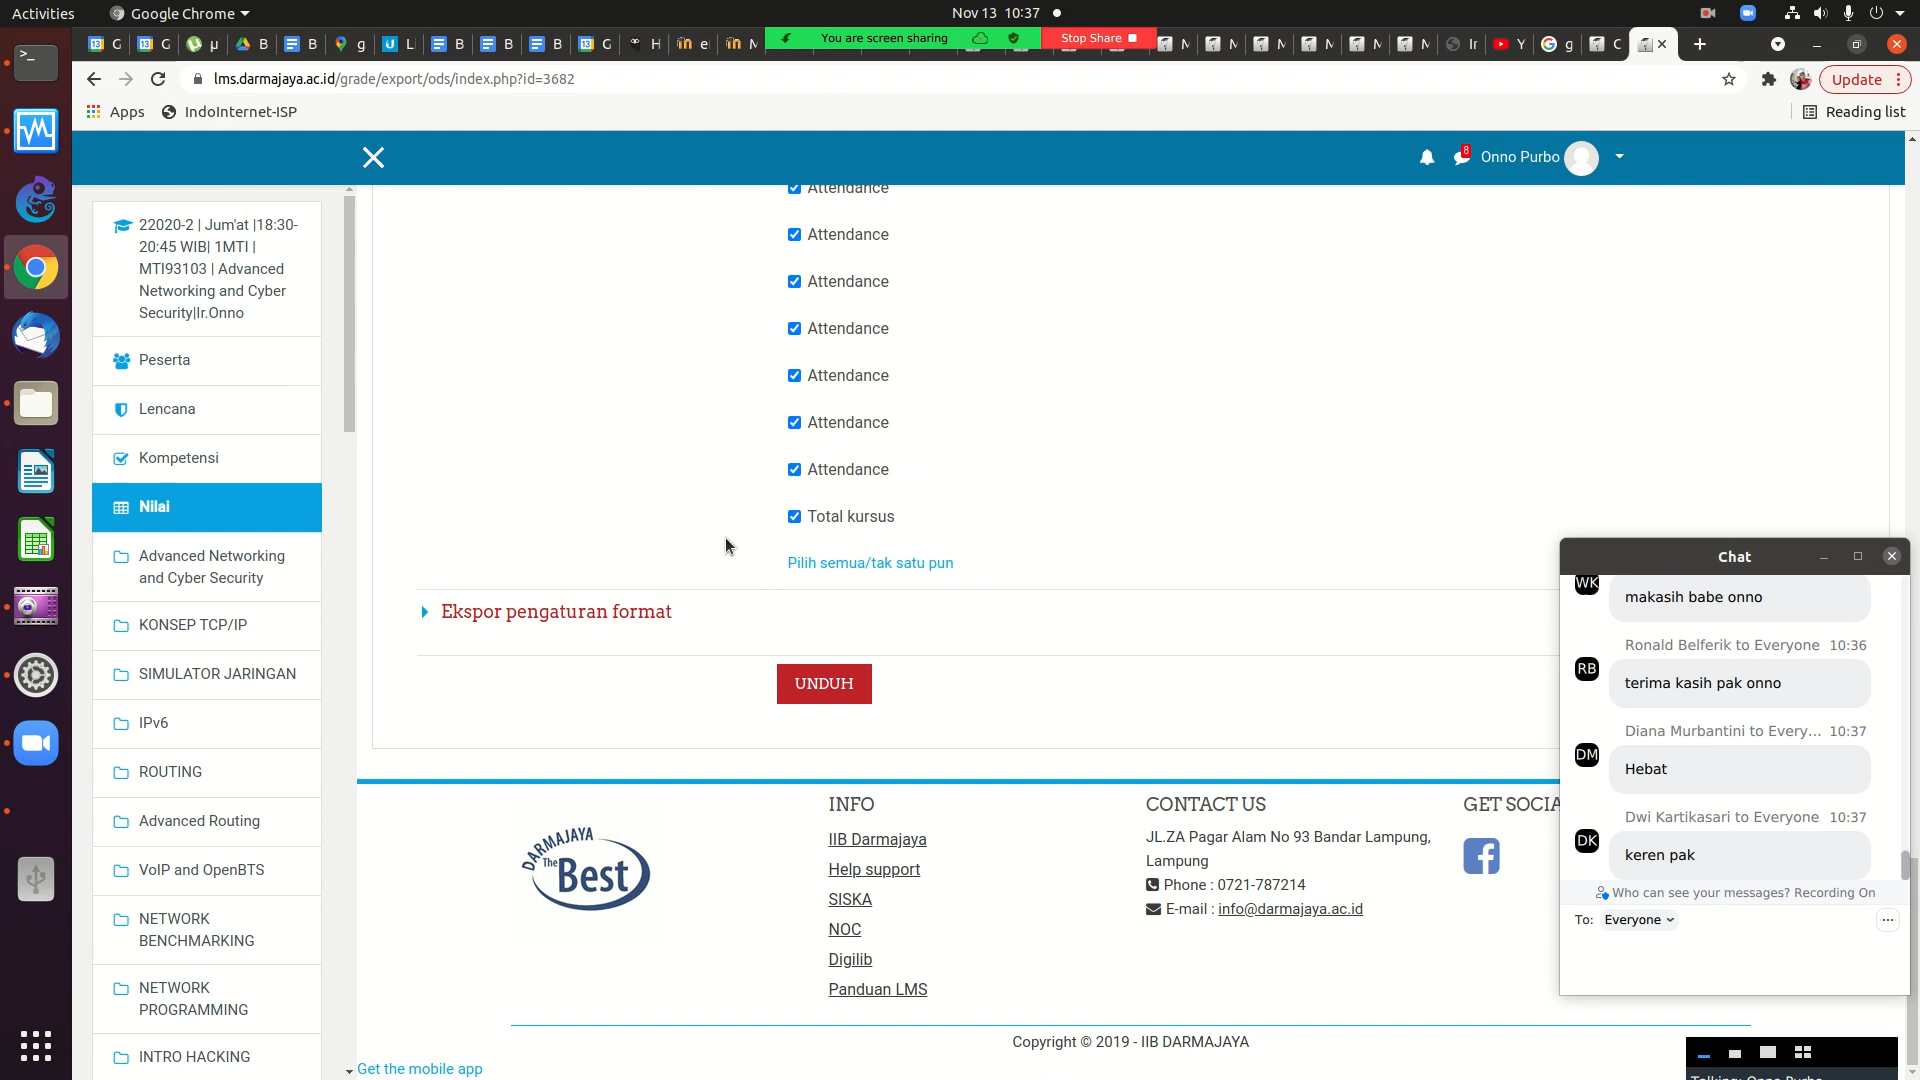 Activities
Google Chrome
Nov 13 10:37
You are screen sharing
Stop Share
lms.darmajaya.ac.id/grade/export/ods/index.php?id=3682
Update
Apps
IndoInternet-ISP
Reading list
8
Onno Purbo
22020-2 | Jum'at |18:30-
20:45 WIB| 1MTI |
MTI93103 | Advanced
Networking and Cyber
Security|Ir.Onno
Peserta
Lencana
Kompetensi
Nilai
Advanced Networking
and Cyber Security
KONSEP TCP/IP
SIMULATOR JARINGAN
IPv6
ROUTING
Advanced Routing
VoIP and OpenBTS
NETWORK
BENCHMARKING
NETWORK
PROGRAMMING
INTRO HACKING
Attendance
Attendance
Attendance
Attendance
Attendance
Attendance
Attendance
Total kursus
Pilih semua/tak satu pun
Ekspor pengaturan format
UNDUH
DARMAJAYA
The
Best
INFO
IIB Darmajaya
Help support
SISKA
NOC
Digilib
Panduan LMS
CONTACT US
JL.ZA Pagar Alam No 93 Bandar Lampung,
Lampung
Phone : 0721-787214
E-mail : info@darmajaya.ac.id
GET SOCIA
Copyright © 2019 - IIB DARMAJAYA
Get the mobile app
Chat
WK
makasih babe onno
Ronald Belferik to Everyone 10:36
RB
terima kasih pak onno
Diana Murbantini to Every... 10:37
DM
Hebat
Dwi Kartikasari to Everyone 10:37
DK
keren pak
Who can see your messages? Recording On
To: Everyone
Talking: Onno Purbo